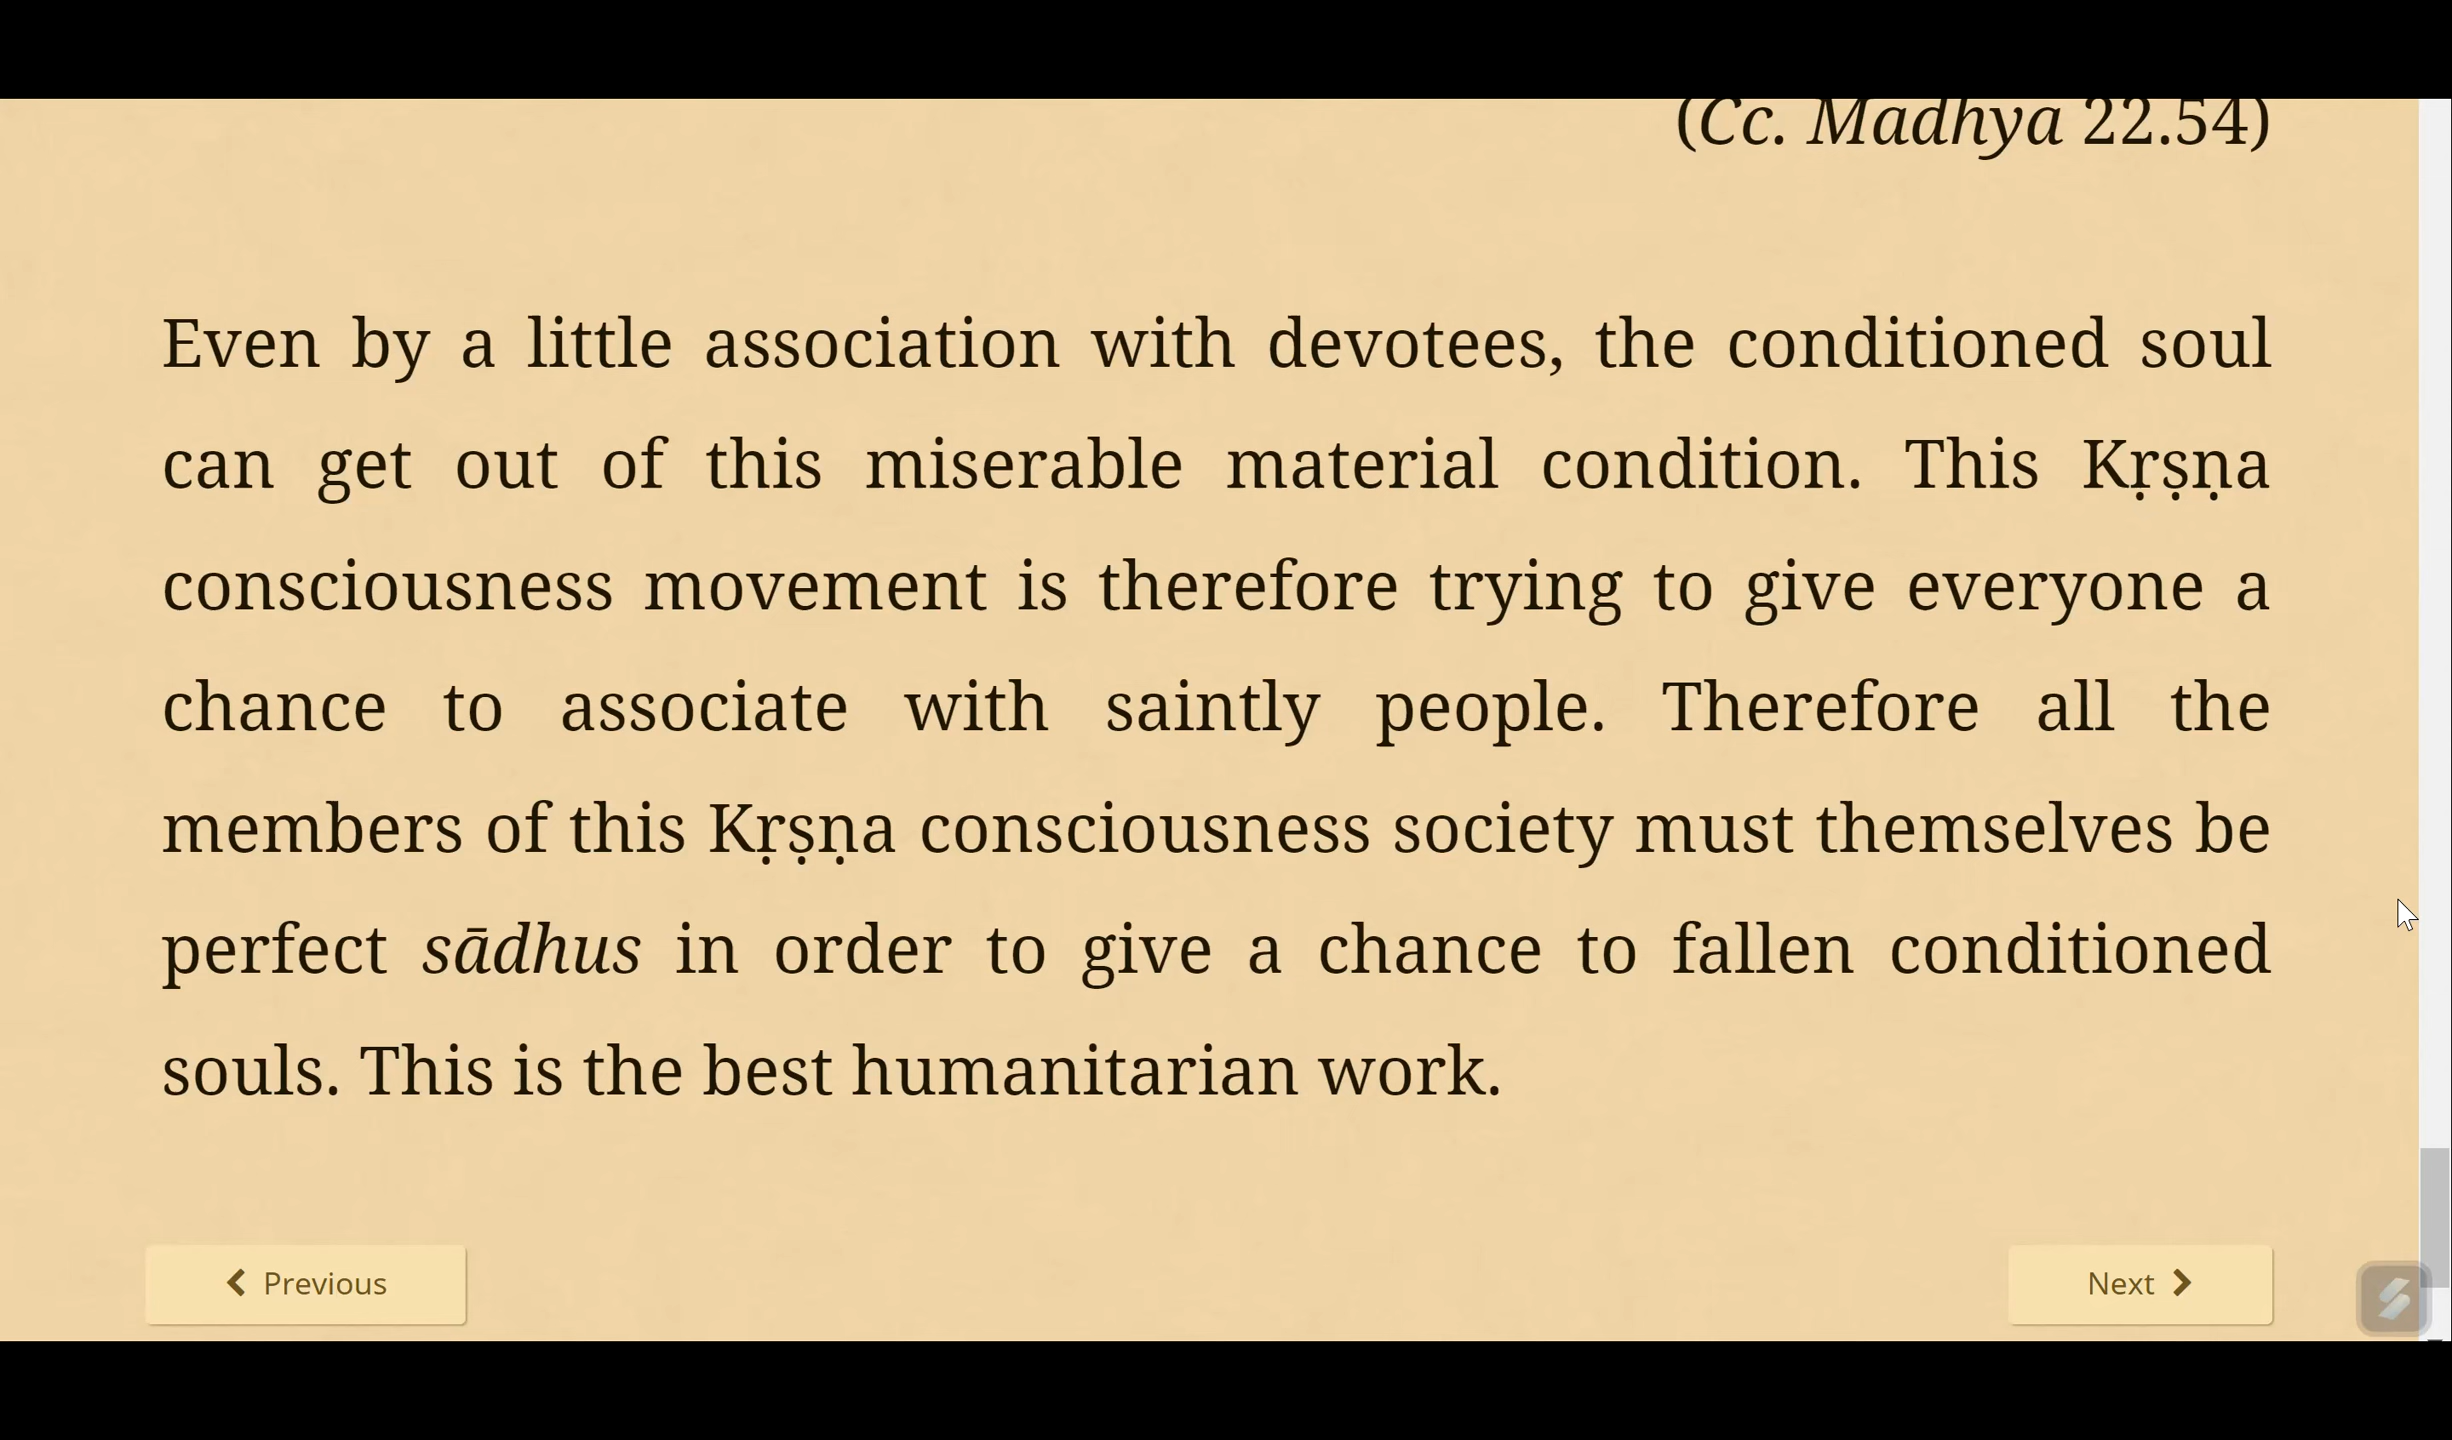 (Cc. Madhya 22.54)
Even by a little association with devotees, the conditioned soul
can get out of this miserable material condition. This Kṛṣṇa
consciousness movement is therefore trying to give everyone a
chance to associate with saintly people. Therefore all the
members of this Kṛṣṇa consciousness society must themselves be
perfect sādhus in order to give a chance to fallen conditioned
souls. This is the best humanitarian work.
Previous
Next